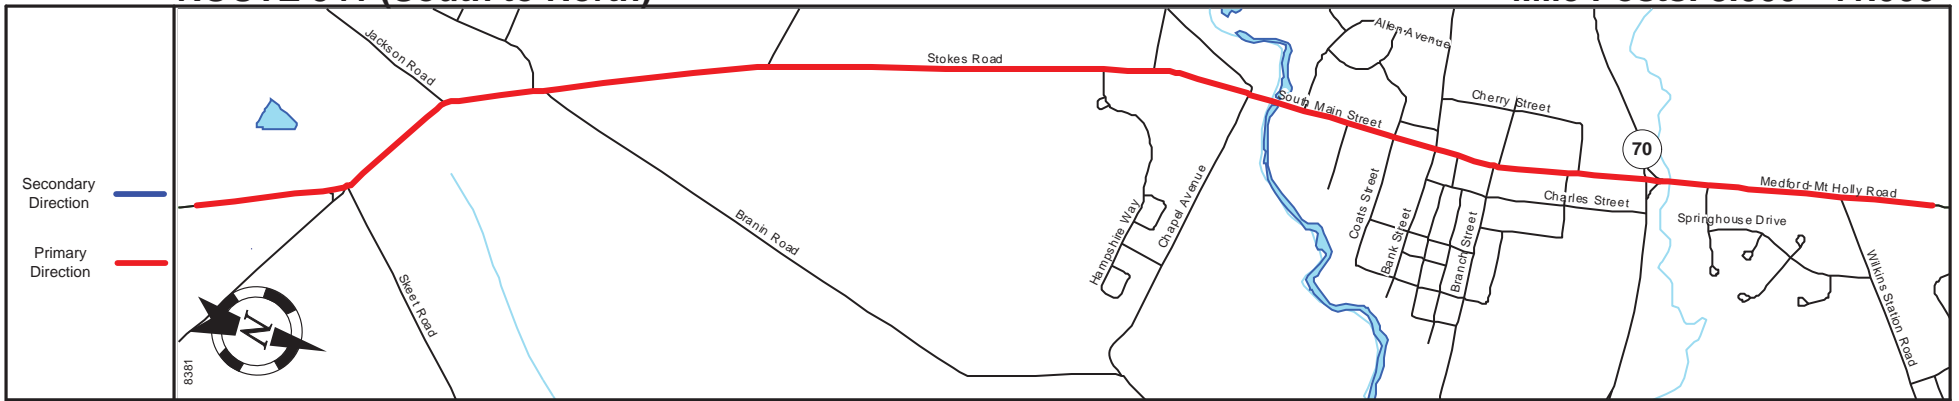 Jackson Road
Stokes Road
Allen Avenue
South Main Street
Cherry Street
70
Medford-Mt Holly Road
Charles Street
Springhouse Drive
Wilkins Station Road
Coats Street
Bank Street
Branch Street
Chapel Avenue
Hampshire Way
Branin Road
Skeet Road
Secondary
Direction
Primary
Direction
N
8381